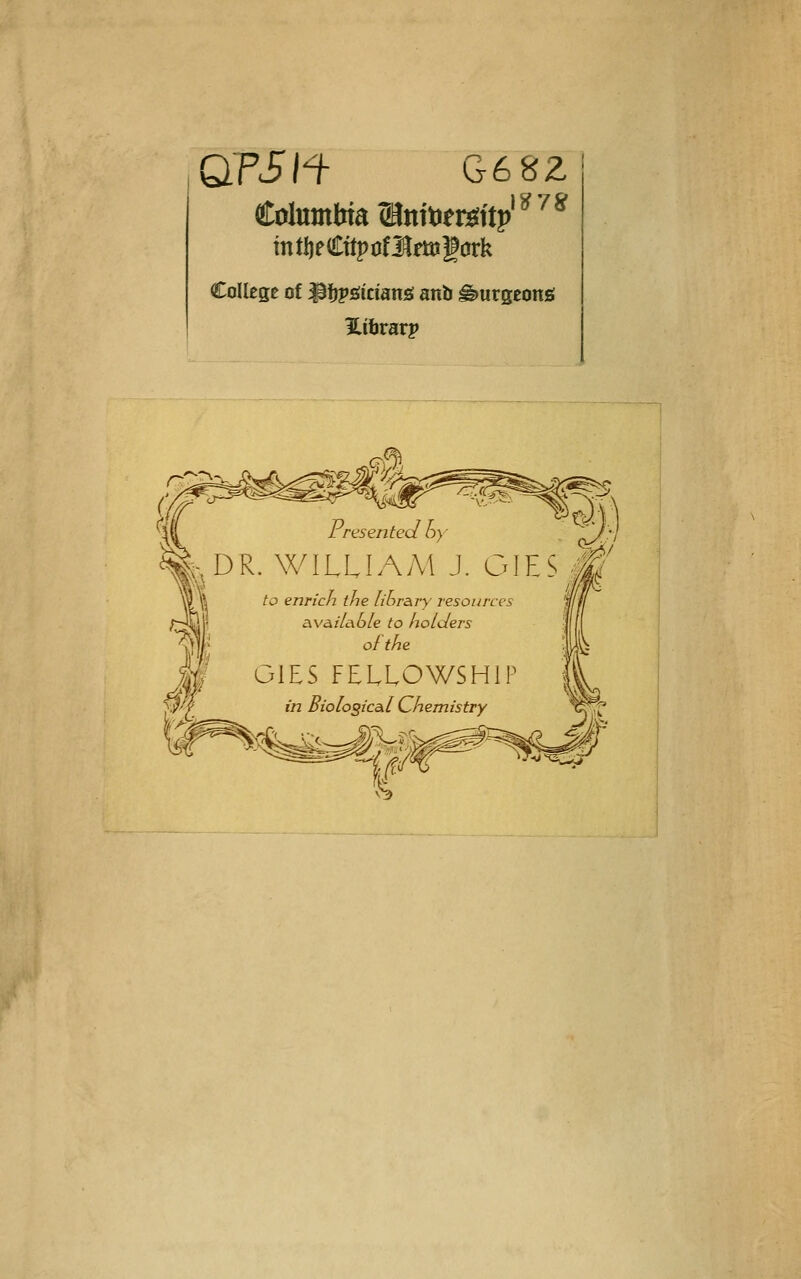 QP514 G682
1878
Columbia University
in the City of New York
College of Physicians and Surgeons
Library
Presented by
DR. WILLIAM J. GIES
to enrich the library resources
available to holders
of the
GIES FELLOWSHIP
in Biological Chemistry